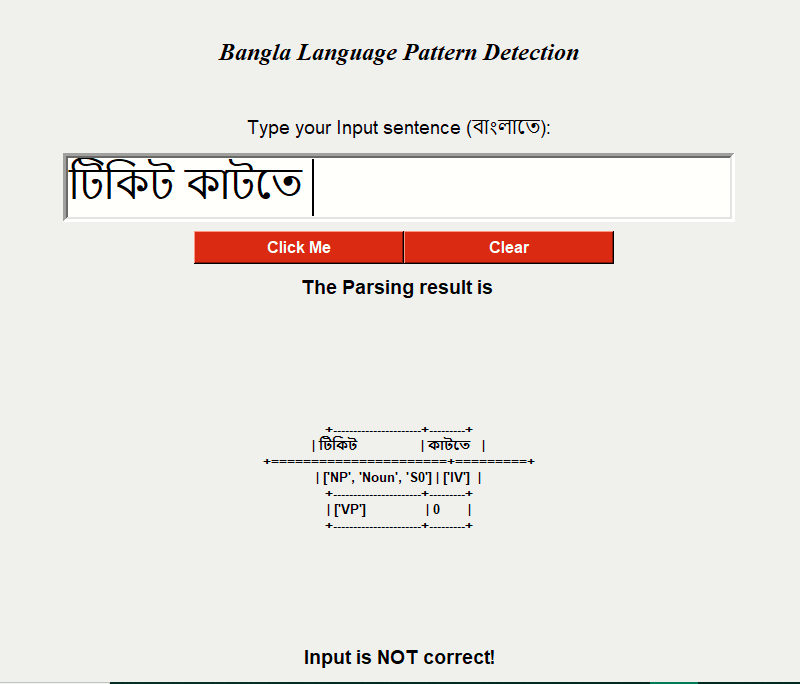 Bangla Language Pattern Detection
Type your Input sentence (বাংলাতে):
টিকিট কাটতে
Click Me Clear
The Parsing result is
+----------------------+---------+
| টিকিট | কাটতে |
+======================+=========+
| ['NP', 'Noun', 'S0'] | ['IV'] |
+----------------------+---------+
| ['VP'] | 0 |
+----------------------+---------+
Input is NOT correct!